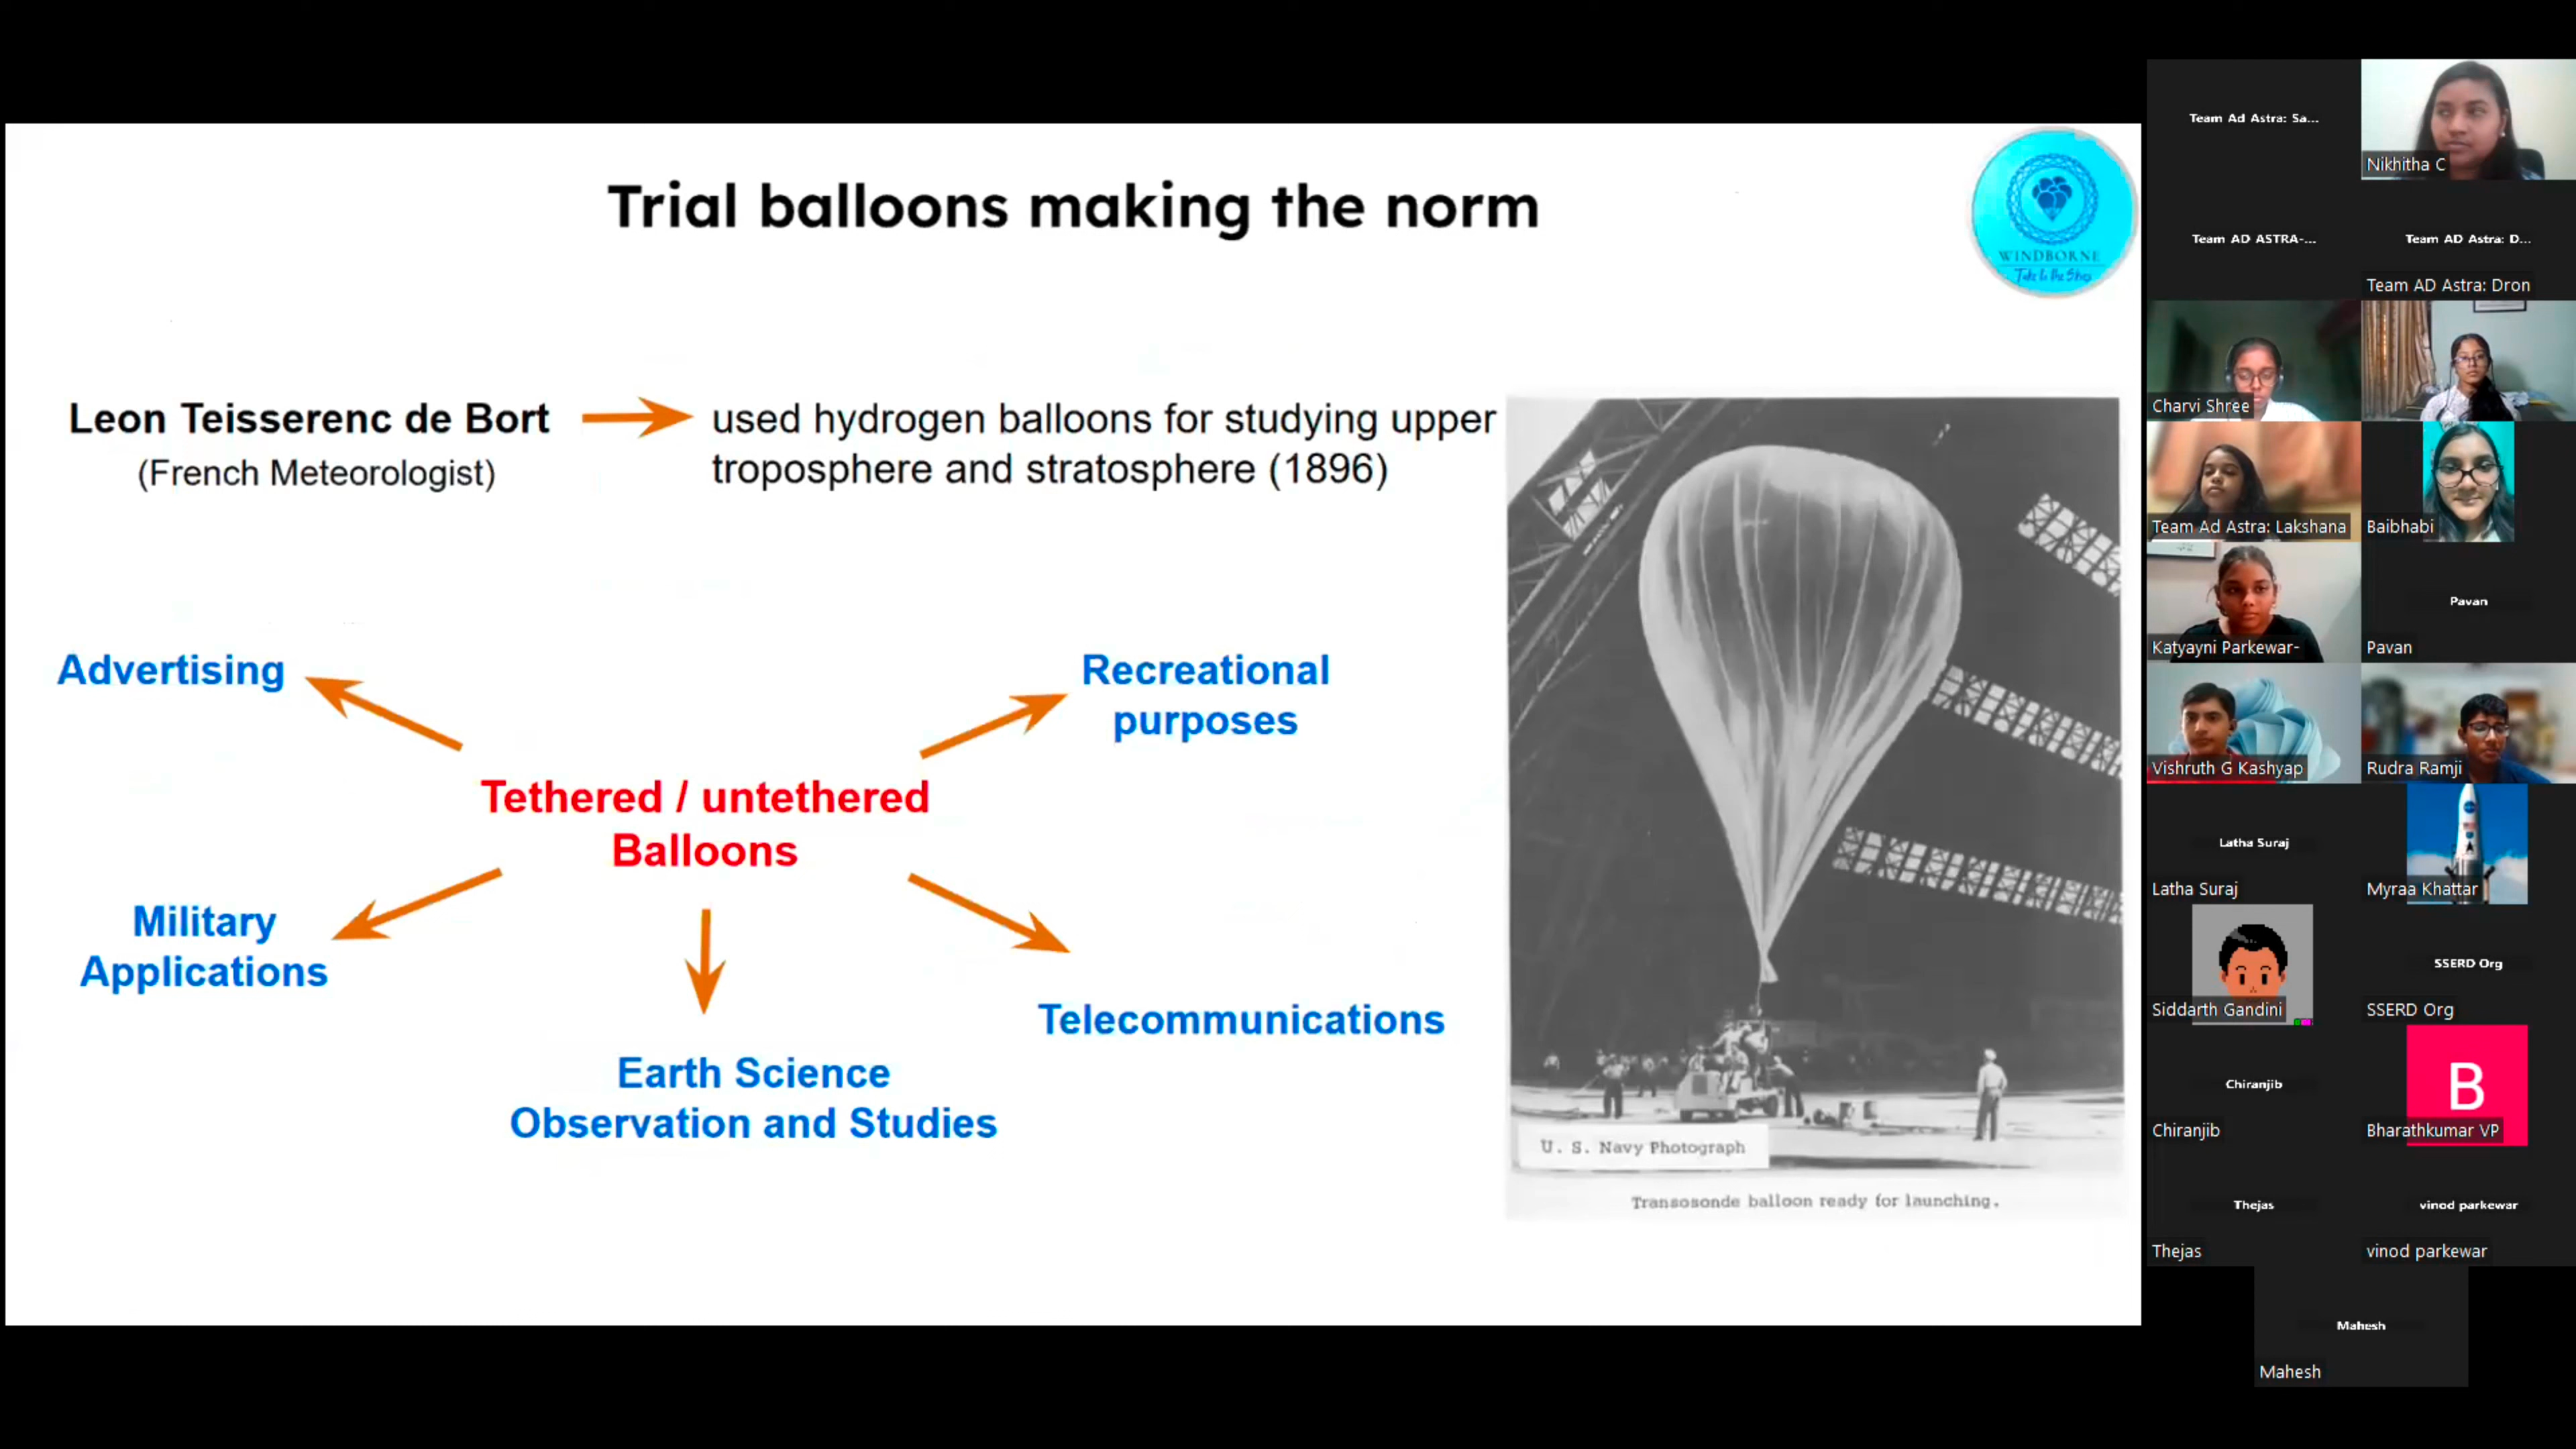 Trial balloons making the norm
WINDBORNE
Leon Teisserenc de Bort
(French Meteorologist)
used hydrogen balloons for studying upper
troposphere and stratosphere (1896)
Advertising
Recreational
purposes
Tethered / untethered
Balloons
Military
Applications
Telecommunications
Earth Science
Observation and Studies
U. S. Navy Photograph
Transosonde balloon ready for launching.
Team Ad Astra: Sa...
Nikhitha C
Team AD ASTRA-...
Team AD Astra: D...
Team AD Astra: Dron
Charvi Shree
Team Ad Astra: Lakshana
Baibhabi
Katyayni Parkewar-
Pavan
Pavan
Vishruth G Kashyap
Rudra Ramji
Latha Suraj
Latha Suraj
Myraa Khattar
Siddarth Gandini
SSERD Org
SSERD Org
Chiranjib
Chiranjib
B
Bharathkumar VP
Thejas
Thejas
vinod parkewar
vinod parkewar
Mahesh
Mahesh